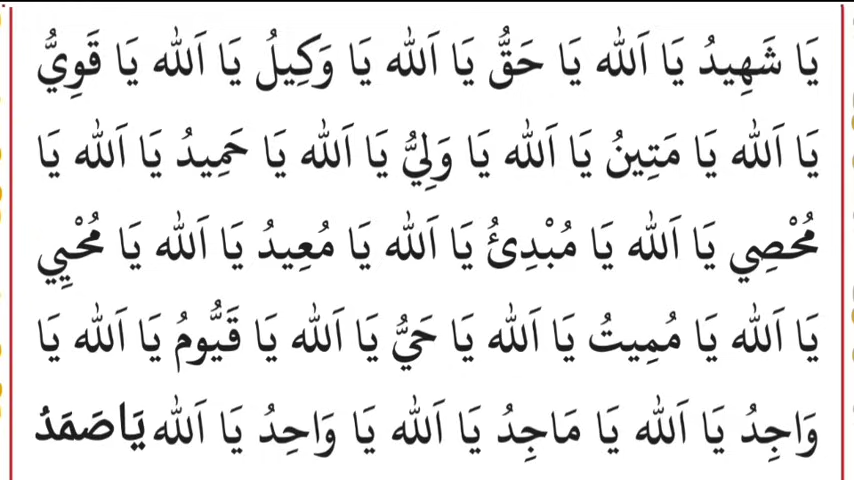 يَا شَهِيدُ يَا اَلله يَا حَقُّ يَا اَلله يَا وَكِيلُ يَا اَلله يَا قَوِيُّ
يَا اَلله يَا مَتِينُ يَا اَلله يَا وَلِيُّ يَا اَلله يَا حَمِيدُ يَا اَلله يَا
مُحْصِي يَا اَلله يَا مُبْدِئُ يَا اَلله يَا مُعِيدُ يَا اَلله يَا مُحْيِي
يَا اَلله يَا مُمِيتُ يَا اَلله يَا حَيُّ يَا اَلله يَا قَيُّومُ يَا اَلله يَا
وَاجِدُ يَا اَلله يَا مَاجِدُ يَا اَلله يَا وَاحِدُ يَا اَلله يَاصَمَدُ